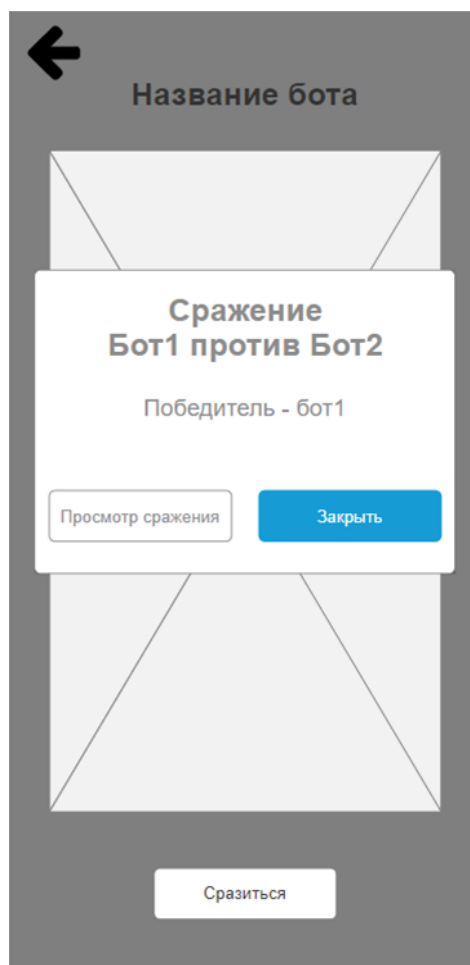 Название бота
Сражение
Бот1 против Бот2
Победитель - бот1
Просмотр сражения
Закрыть
Сразиться